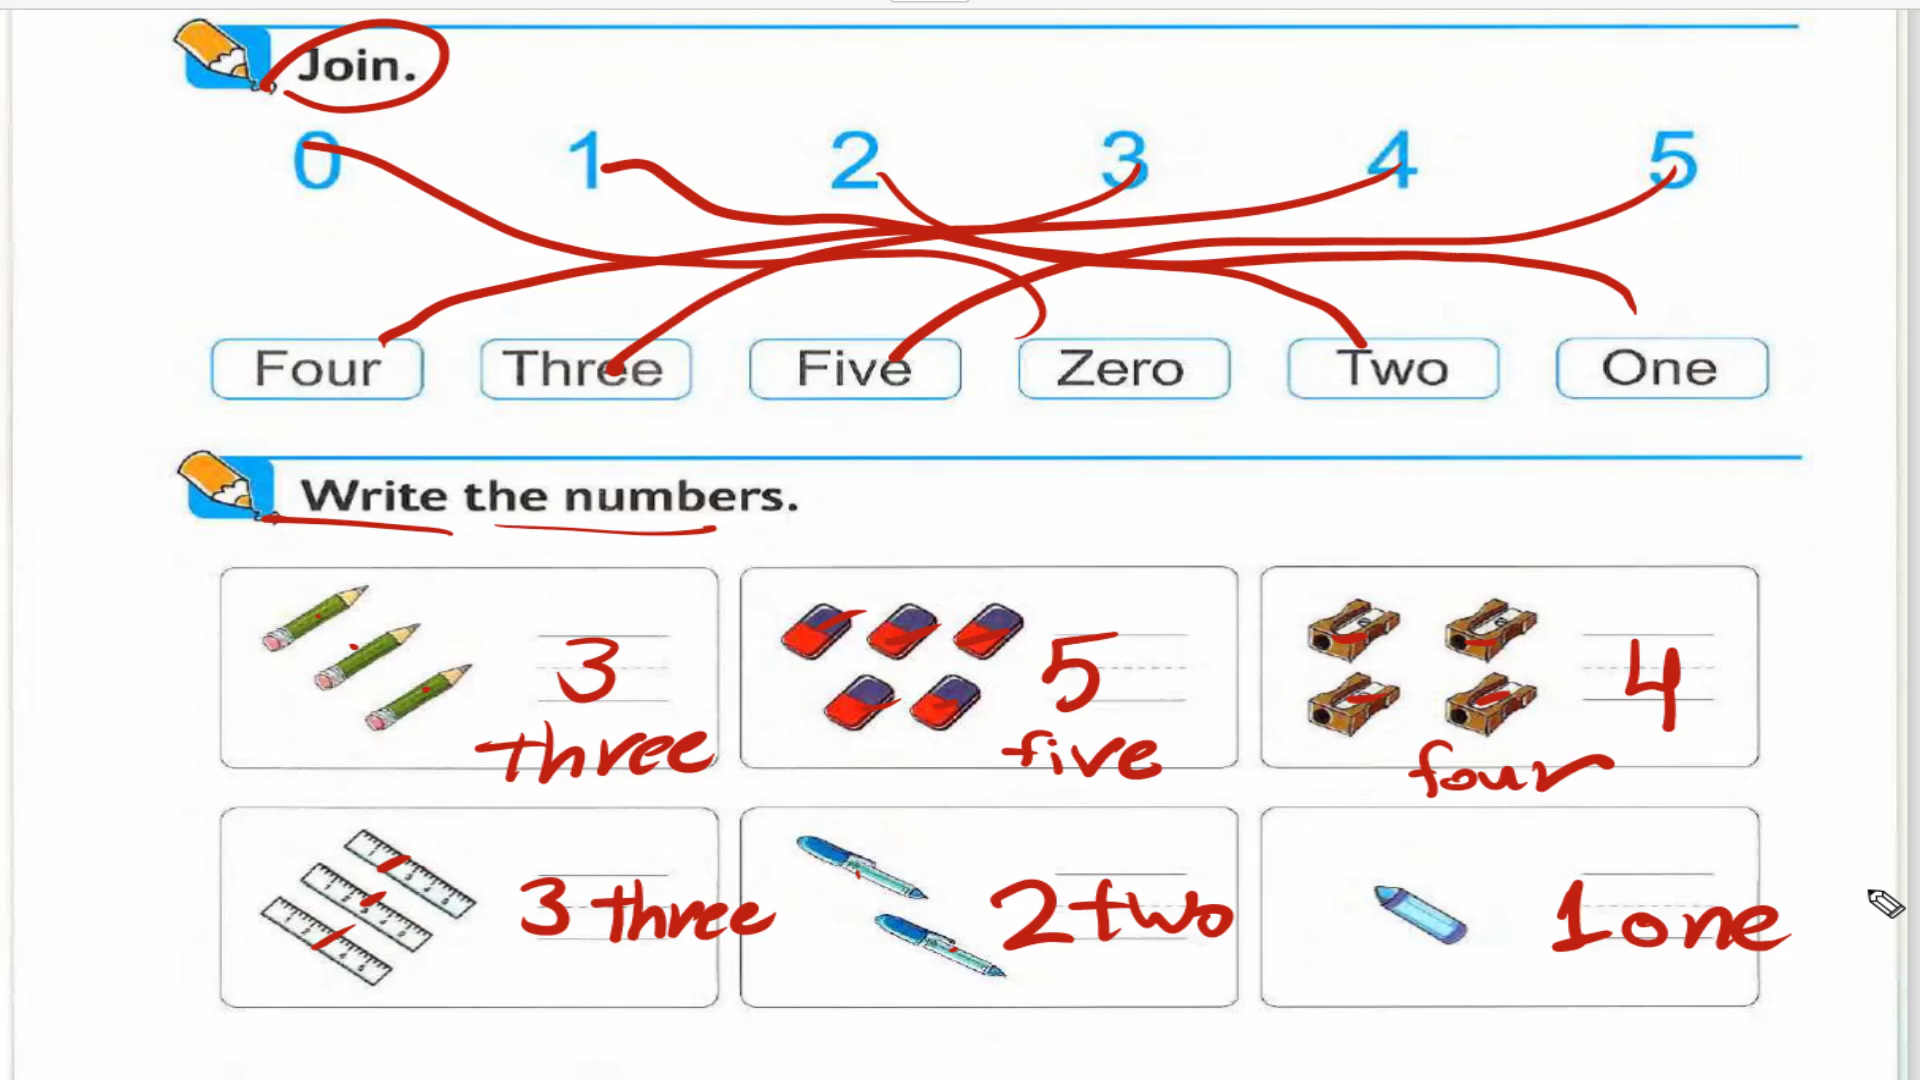 Join.
0 1 2 3 4 5
Four Three Five Zero Two One
Write the numbers.
3 5 4
three five four
3 three 2 two 1 one